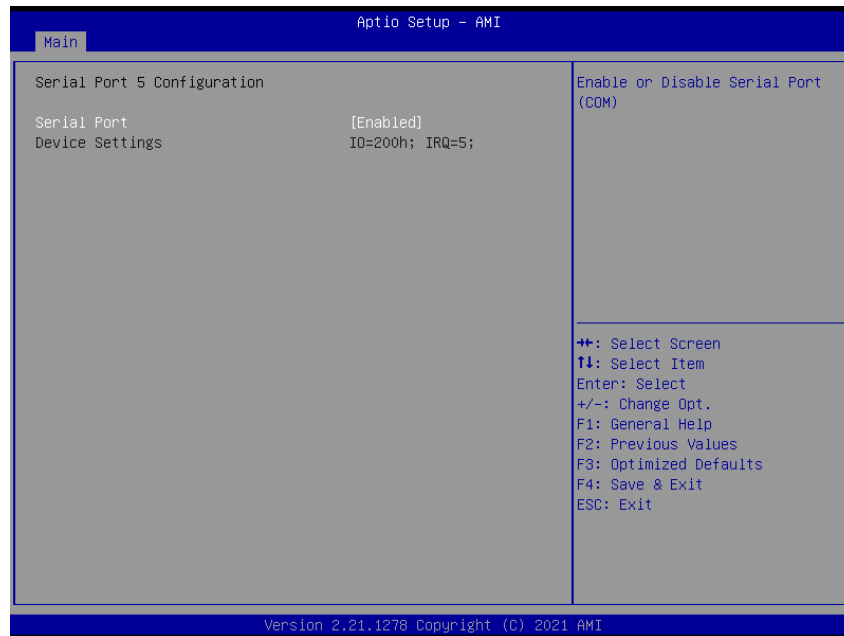 Aptio Setup – AMI
Main
Serial Port 5 Configuration
Serial Port [Enabled]
Device Settings IO=200h; IRQ=5;
Enable or Disable Serial Port
(COM)
→←: Select Screen
↑↓: Select Item
Enter: Select
+/-: Change Opt.
F1: General Help
F2: Previous Values
F3: Optimized Defaults
F4: Save & Exit
ESC: Exit
Version 2.21.1278 Copyright (C) 2021 AMI